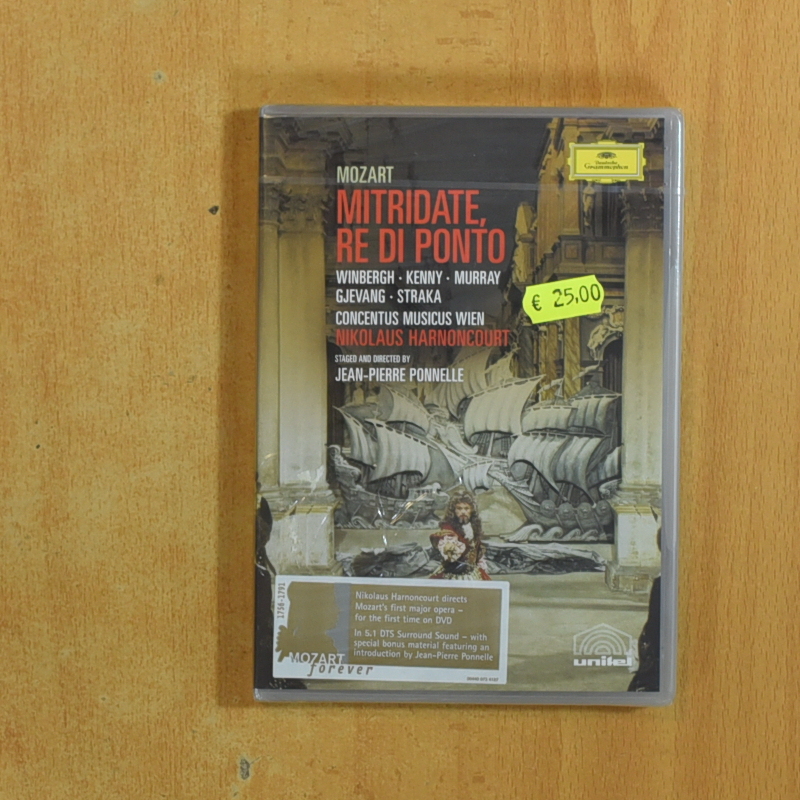 Deutsche
Grammophon
MOZART
MITRIDATE,
RE DI PONTO
WINBERGH · KENNY · MURRAY
GJEVANG · STRAKA
€ 25,00
CONCENTUS MUSICUS WIEN
NIKOLAUS HARNONCOURT
STAGED AND DIRECTED BY
JEAN-PIERRE PONNELLE
1756-1791
Nikolaus Harnoncourt directs
Mozart's first major opera –
for the first time on DVD
In 5.1 DTS Surround Sound – with
special bonus material featuring an
introduction by Jean-Pierre Ponnelle
MOZART
forever
unitel